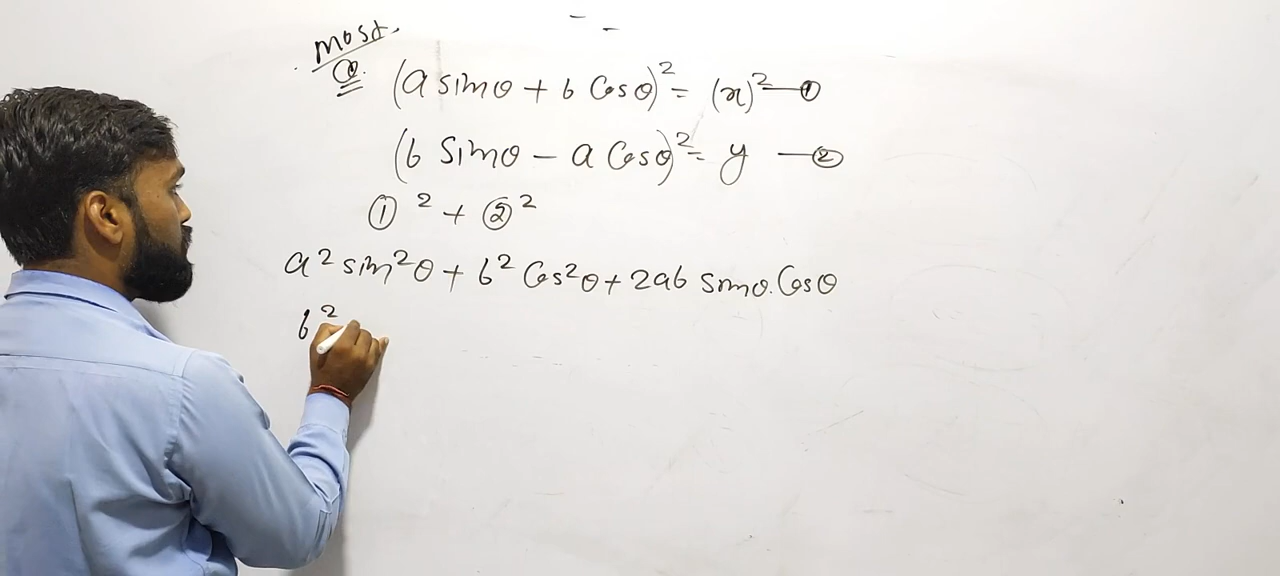 most.
Q.
(a sinθ + b Cosθ)² = (x)² — ①
(b Sinθ - a Cosθ)² = y — ②
① ² + ② ²
a² sin²θ + b² Cos²θ + 2ab sinθ. Cosθ
b²